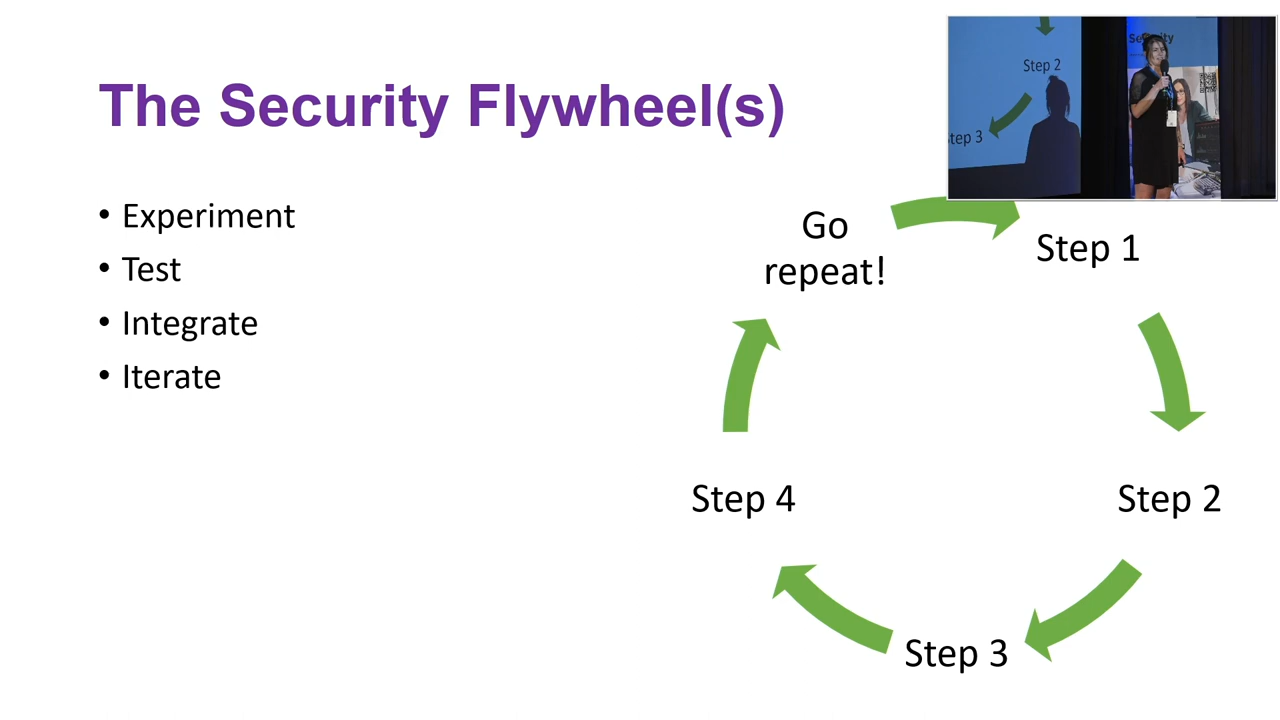 The Security Flywheel(s)
• Experiment
• Test
• Integrate
• Iterate
Go
repeat!
Step 1
Step 2
Step 3
Step 4
Security
Step 2
tep 3